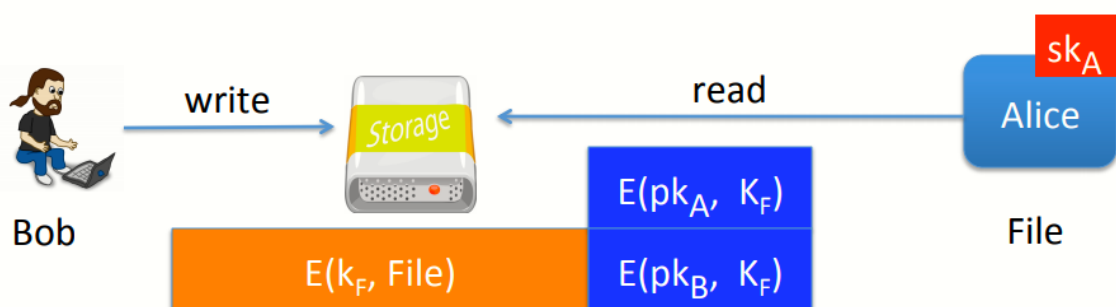 sk_A
write
read
Storage
Alice
E(pk_A, K_F)
Bob
File
E(k_F, File)
E(pk_B, K_F)